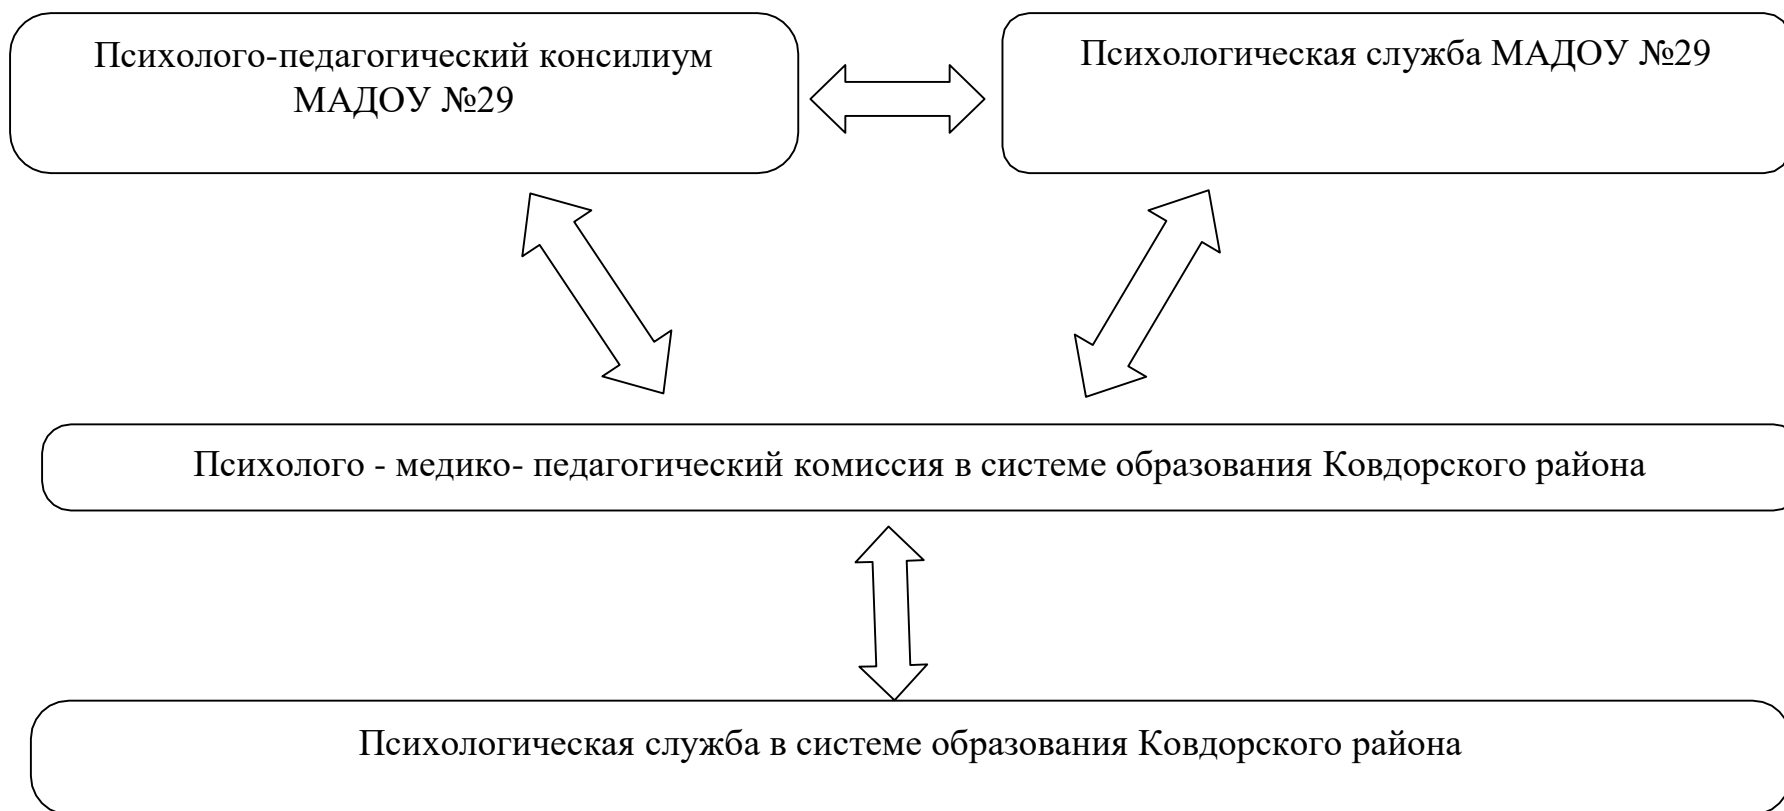 Психолого-педагогический консилиум
МАДОУ №29
Психологическая служба МАДОУ №29
Психолого - медико- педагогический комиссия в системе образования Ковдорского района
Психологическая служба в системе образования Ковдорского района